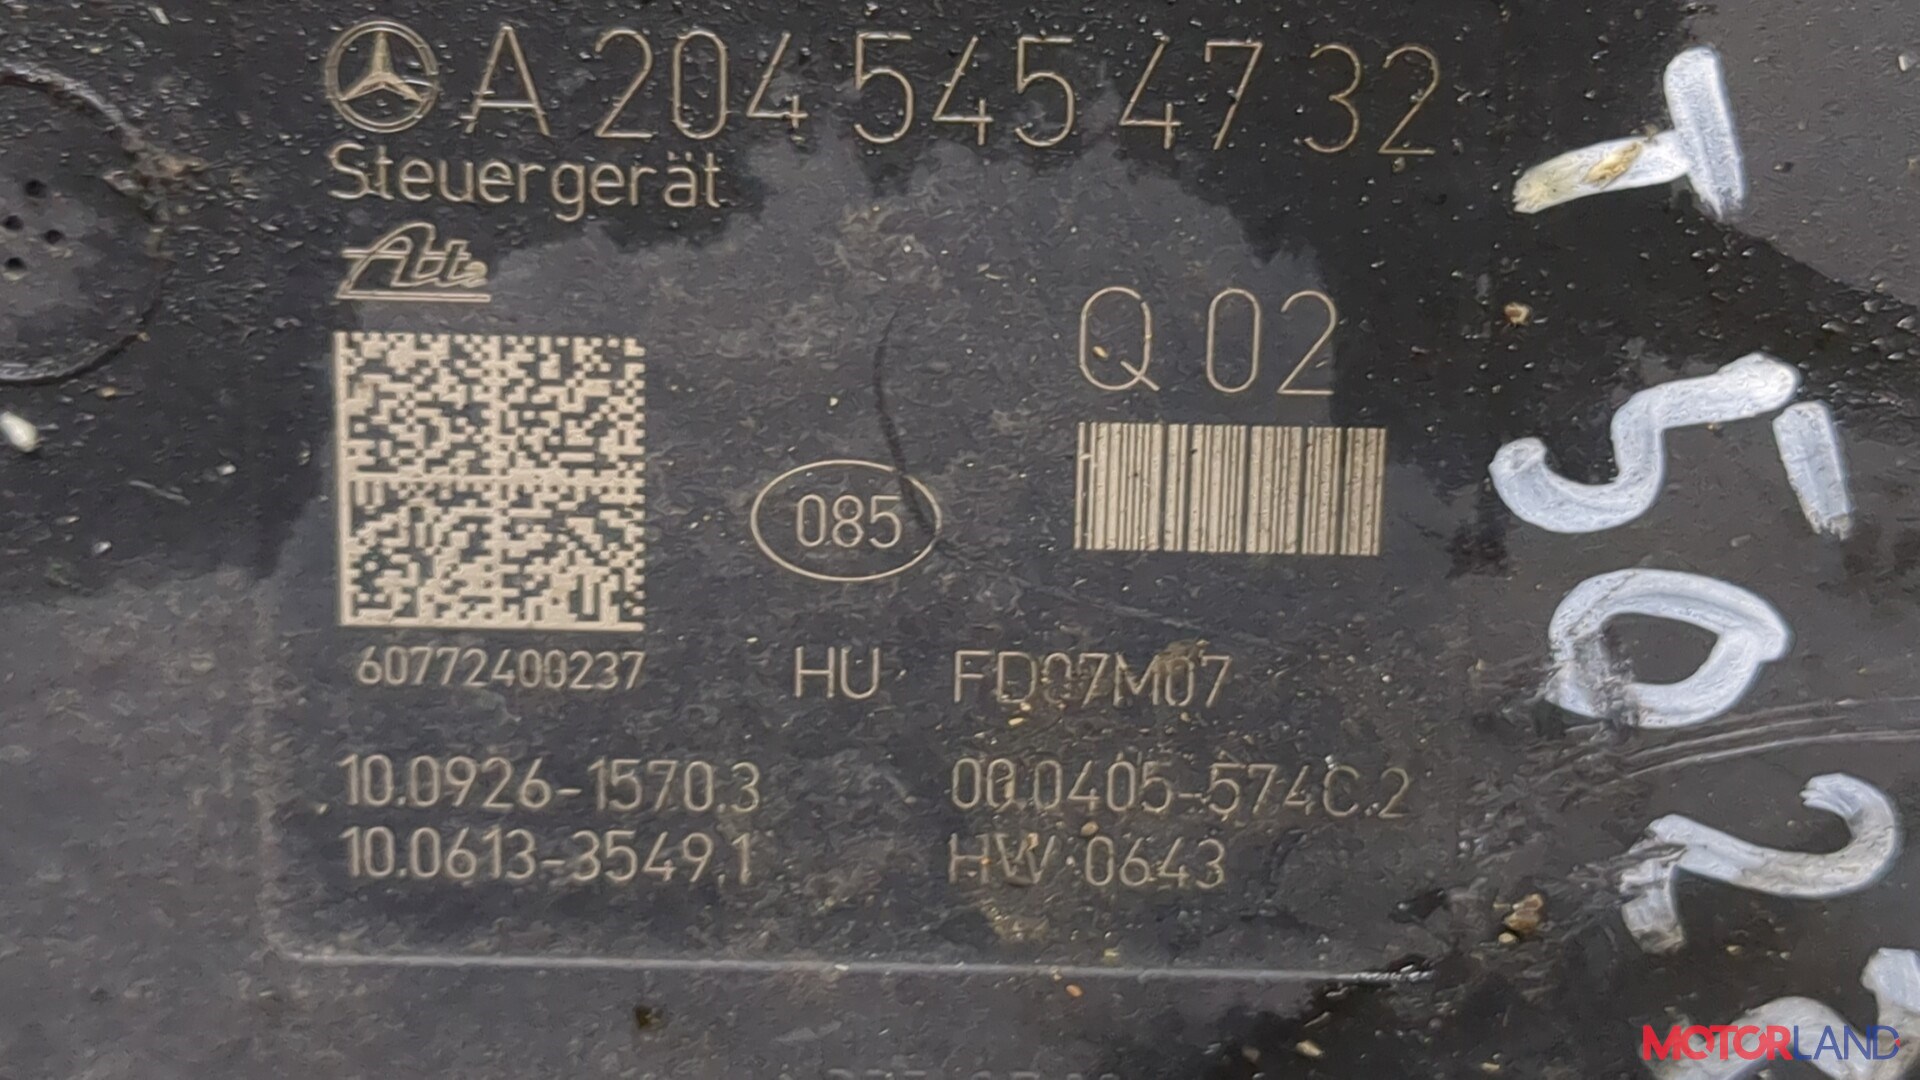 A 204 545 47 32
Steuergerät
Ate
Q 02
085
60772400237
HU FD07M07
10.0926-1570.3 00.0405-574C.2
10.0613-3549.1 HW 0643
T
5020
MOTORLAND